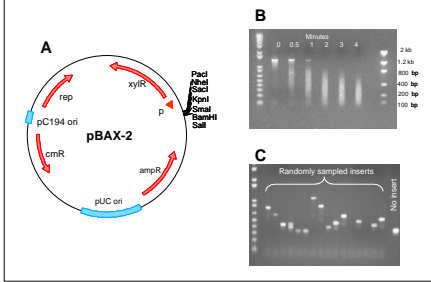 A
PacI
NheI
SacI
KpnI
SmaI
BamHI
SalI
xylR
rep
p
pC194 ori
pBAX-2
cmR
ampR
pUC ori
B
Minutes
0 0.5 1 2 3 4
2 kb
1.2 kb
800 bp
400 bp
200 bp
100 bp
C
Randomly sampled inserts
No insert